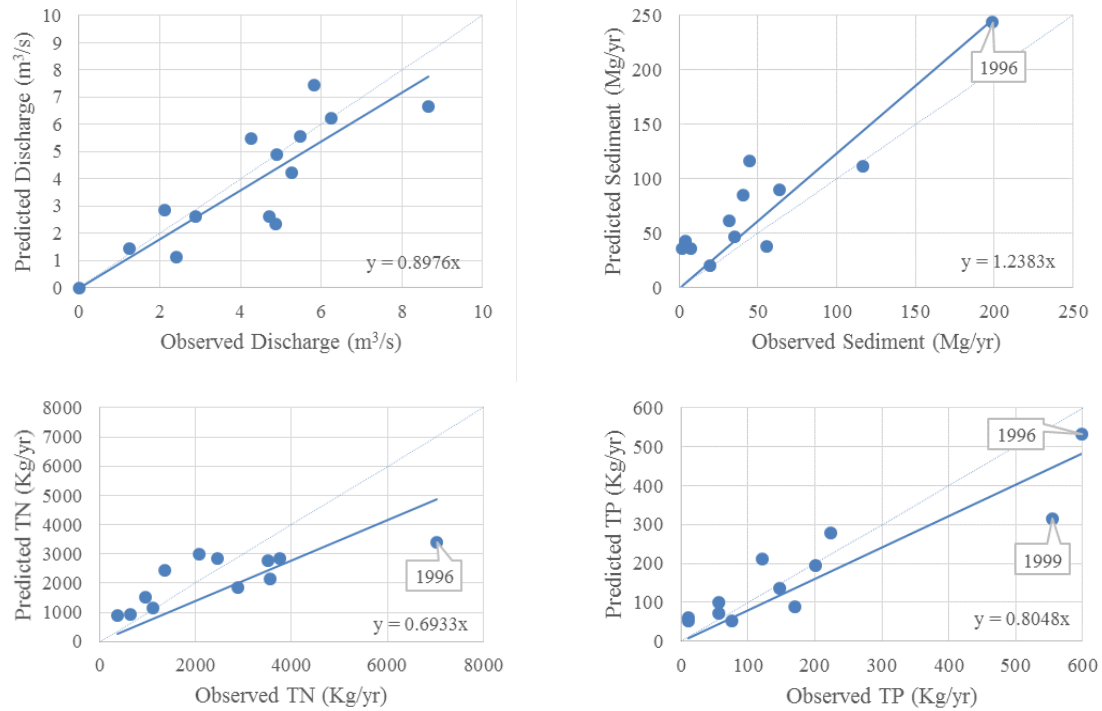 Predicted Discharge (m³/s)
10
9
8
7
6
5
4
3
2
1
0
y = 0.8976x
0 2 4 6 8 10
Observed Discharge (m³/s)
Predicted Sediment (Mg/yr)
250
200
150
100
50
0
1996
y = 1.2383x
0 50 100 150 200 250
Observed Sediment (Mg/yr)
Predicted TN (Kg/yr)
8000
7000
6000
5000
4000
3000
2000
1000
0
1996
y = 0.6933x
0 2000 4000 6000 8000
Observed TN (Kg/yr)
Predicted TP (Kg/yr)
600
500
400
300
200
100
0
1996
1999
y = 0.8048x
0 100 200 300 400 500 600
Observed TP (Kg/yr)